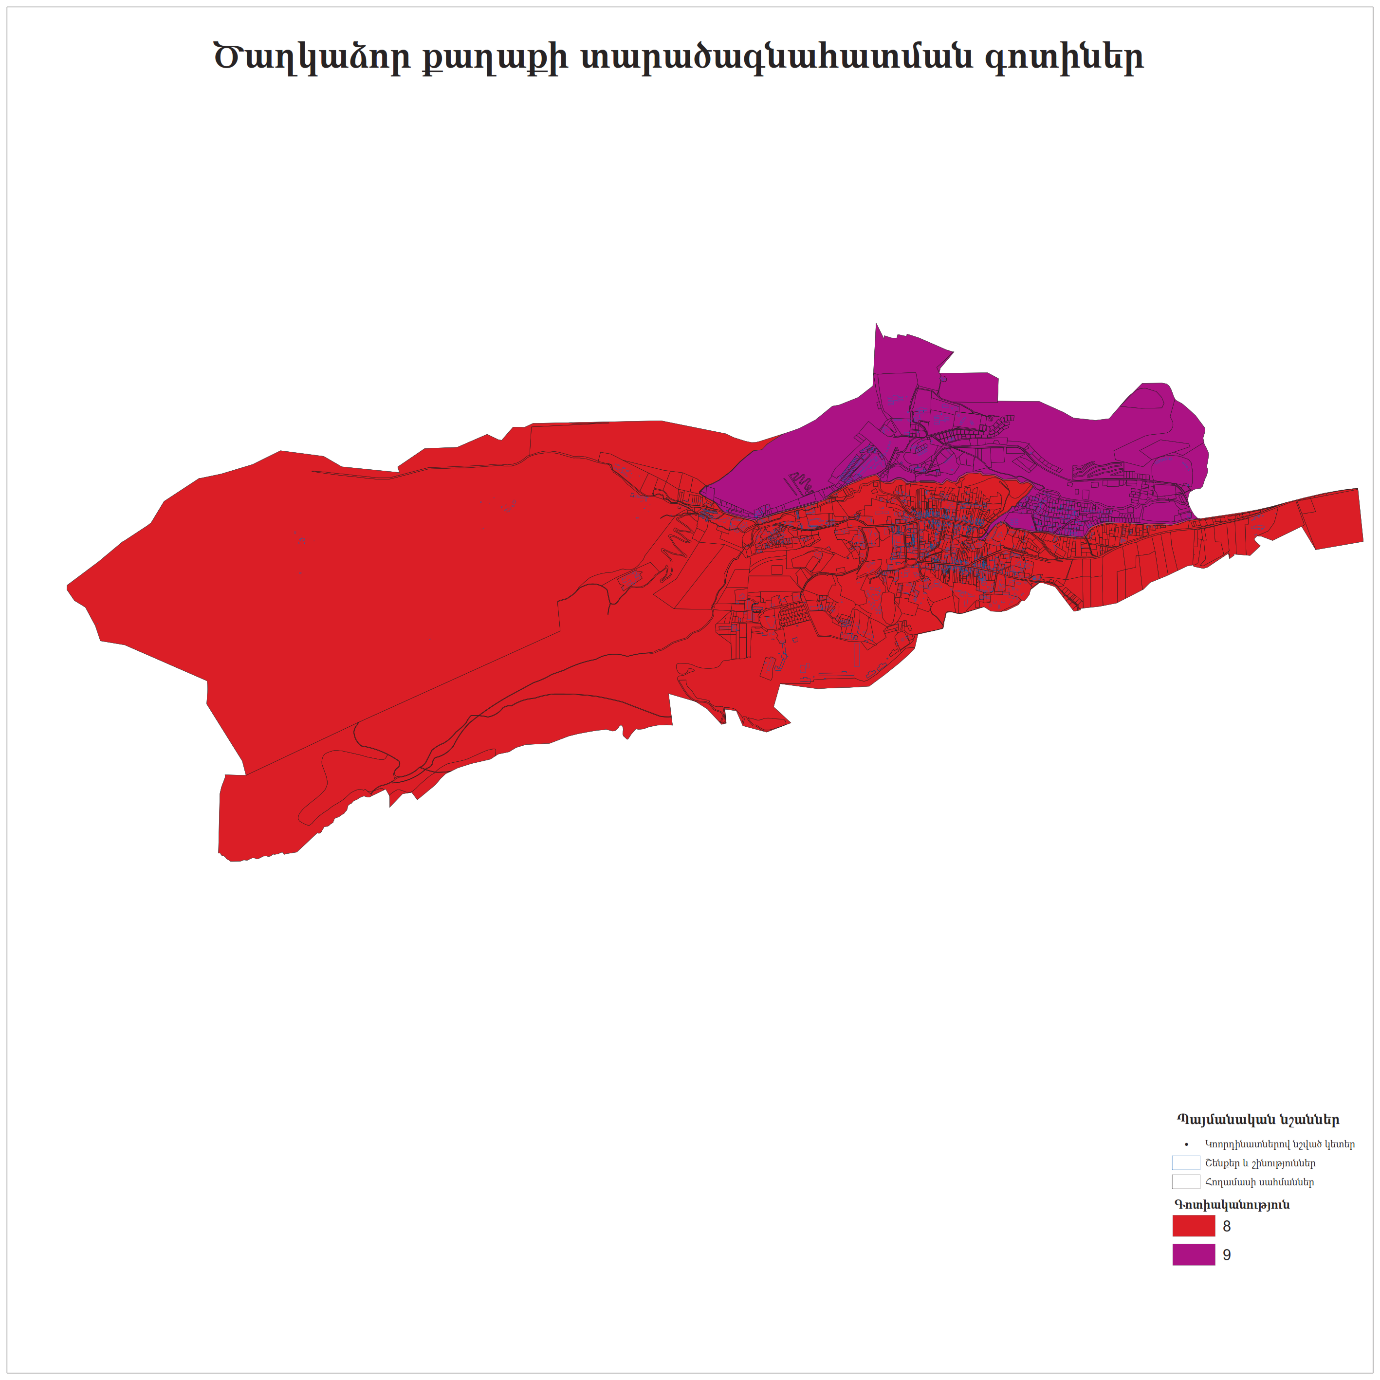 Ծաղկաձոր քաղաքի տարածագնահատման գոտիներ
Պայմանական նշաններ
Կոորդինատներով նշված կետեր
Շենքեր և շինություններ
Հողամասի սահմաններ
Գոտիականություն
8
9